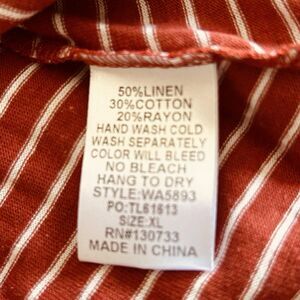 50%LINEN
30%COTTON
20%RAYON
HAND WASH COLD
WASH SEPARATELY
COLOR WILL BLEED
NO BLEACH
HANG TO DRY
STYLE:WA5893
PO:TL61613
SIZE:XL
RN#130733
MADE IN CHINA